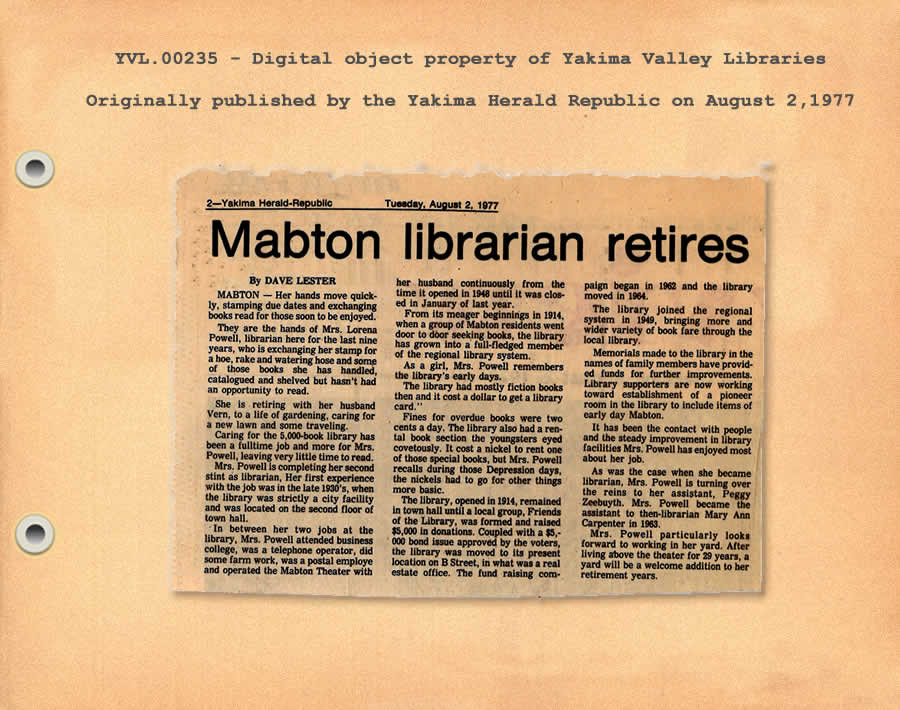 YVL.00235 - Digital object property of Yakima Valley Libraries
Originally published by the Yakima Herald Republic on August 2,1977
2—Yakima Herald-Republic Tuesday, August 2, 1977
Mabton librarian retires
By DAVE LESTER
MABTON — Her hands move quick-
ly, stamping due dates and exchanging
books read for those soon to be enjoyed.
They are the hands of Mrs. Lorena
Powell, librarian here for the last nine
years, who is exchanging her stamp for
a hoe, rake and watering hose and some
of those books she has handled,
catalogued and shelved but hasn't had
an opportunity to read.
She is retiring with her husband
Vern, to a life of gardening, caring for
a new lawn and some traveling.
Caring for the 5,000-book library has
been a fulltime job and more for Mrs.
Powell, leaving very little time to read.
Mrs. Powell is completing her second
stint as librarian, Her first experience
with the job was in the late 1930's, when
the library was strictly a city facility
and was located on the second floor of
town hall.
In between her two jobs at the
library, Mrs. Powell attended business
college, was a telephone operator, did
some farm work, was a postal employe
and operated the Mabton Theater with
her husband continuously from the
time it opened in 1948 until it was clos-
ed in January of last year.
From its meager beginnings in 1914,
when a group of Mabton residents went
door to door seeking books, the library
has grown into a full-fledged member
of the regional library system.
As a girl, Mrs. Powell remembers
the library's early days.
The library had mostly fiction books
then and it cost a dollar to get a library
card."
Fines for overdue books were two
cents a day. The library also had a ren-
tal book section the youngsters eyed
covetously. It cost a nickel to rent one
of those special books, but Mrs. Powell
recalls during those Depression days,
the nickels had to go for other things
more basic.
The library, opened in 1914, remained
in town hall until a local group, Friends
of the Library, was formed and raised
$5,000 in donations. Coupled with a $5,-
000 bond issue approved by the voters,
the library was moved to its present
location on B Street, in what was a real
estate office. The fund raising com-
paign began in 1962 and the library
moved in 1964.
The library joined the regional
system in 1949, bringing more and
wider variety of book fare through the
local library.
Memorials made to the library in the
names of family members have provid-
ed funds for further improvements.
Library supporters are now working
toward establishment of a pioneer
room in the library to include items of
early day Mabton.
It has been the contact with people
and the steady improvement in library
facilities Mrs. Powell has enjoyed most
about her job.
As was the case when she became
librarian, Mrs. Powell is turning over
the reins to her assistant, Peggy
Zeebuyth. Mrs. Powell became the
assistant to then-librarian Mary Ann
Carpenter in 1963.
Mrs. Powell particularly looks
forward to working in her yard. After
living above the theater for 29 years, a
yard will be a welcome addition to her
retirement years.